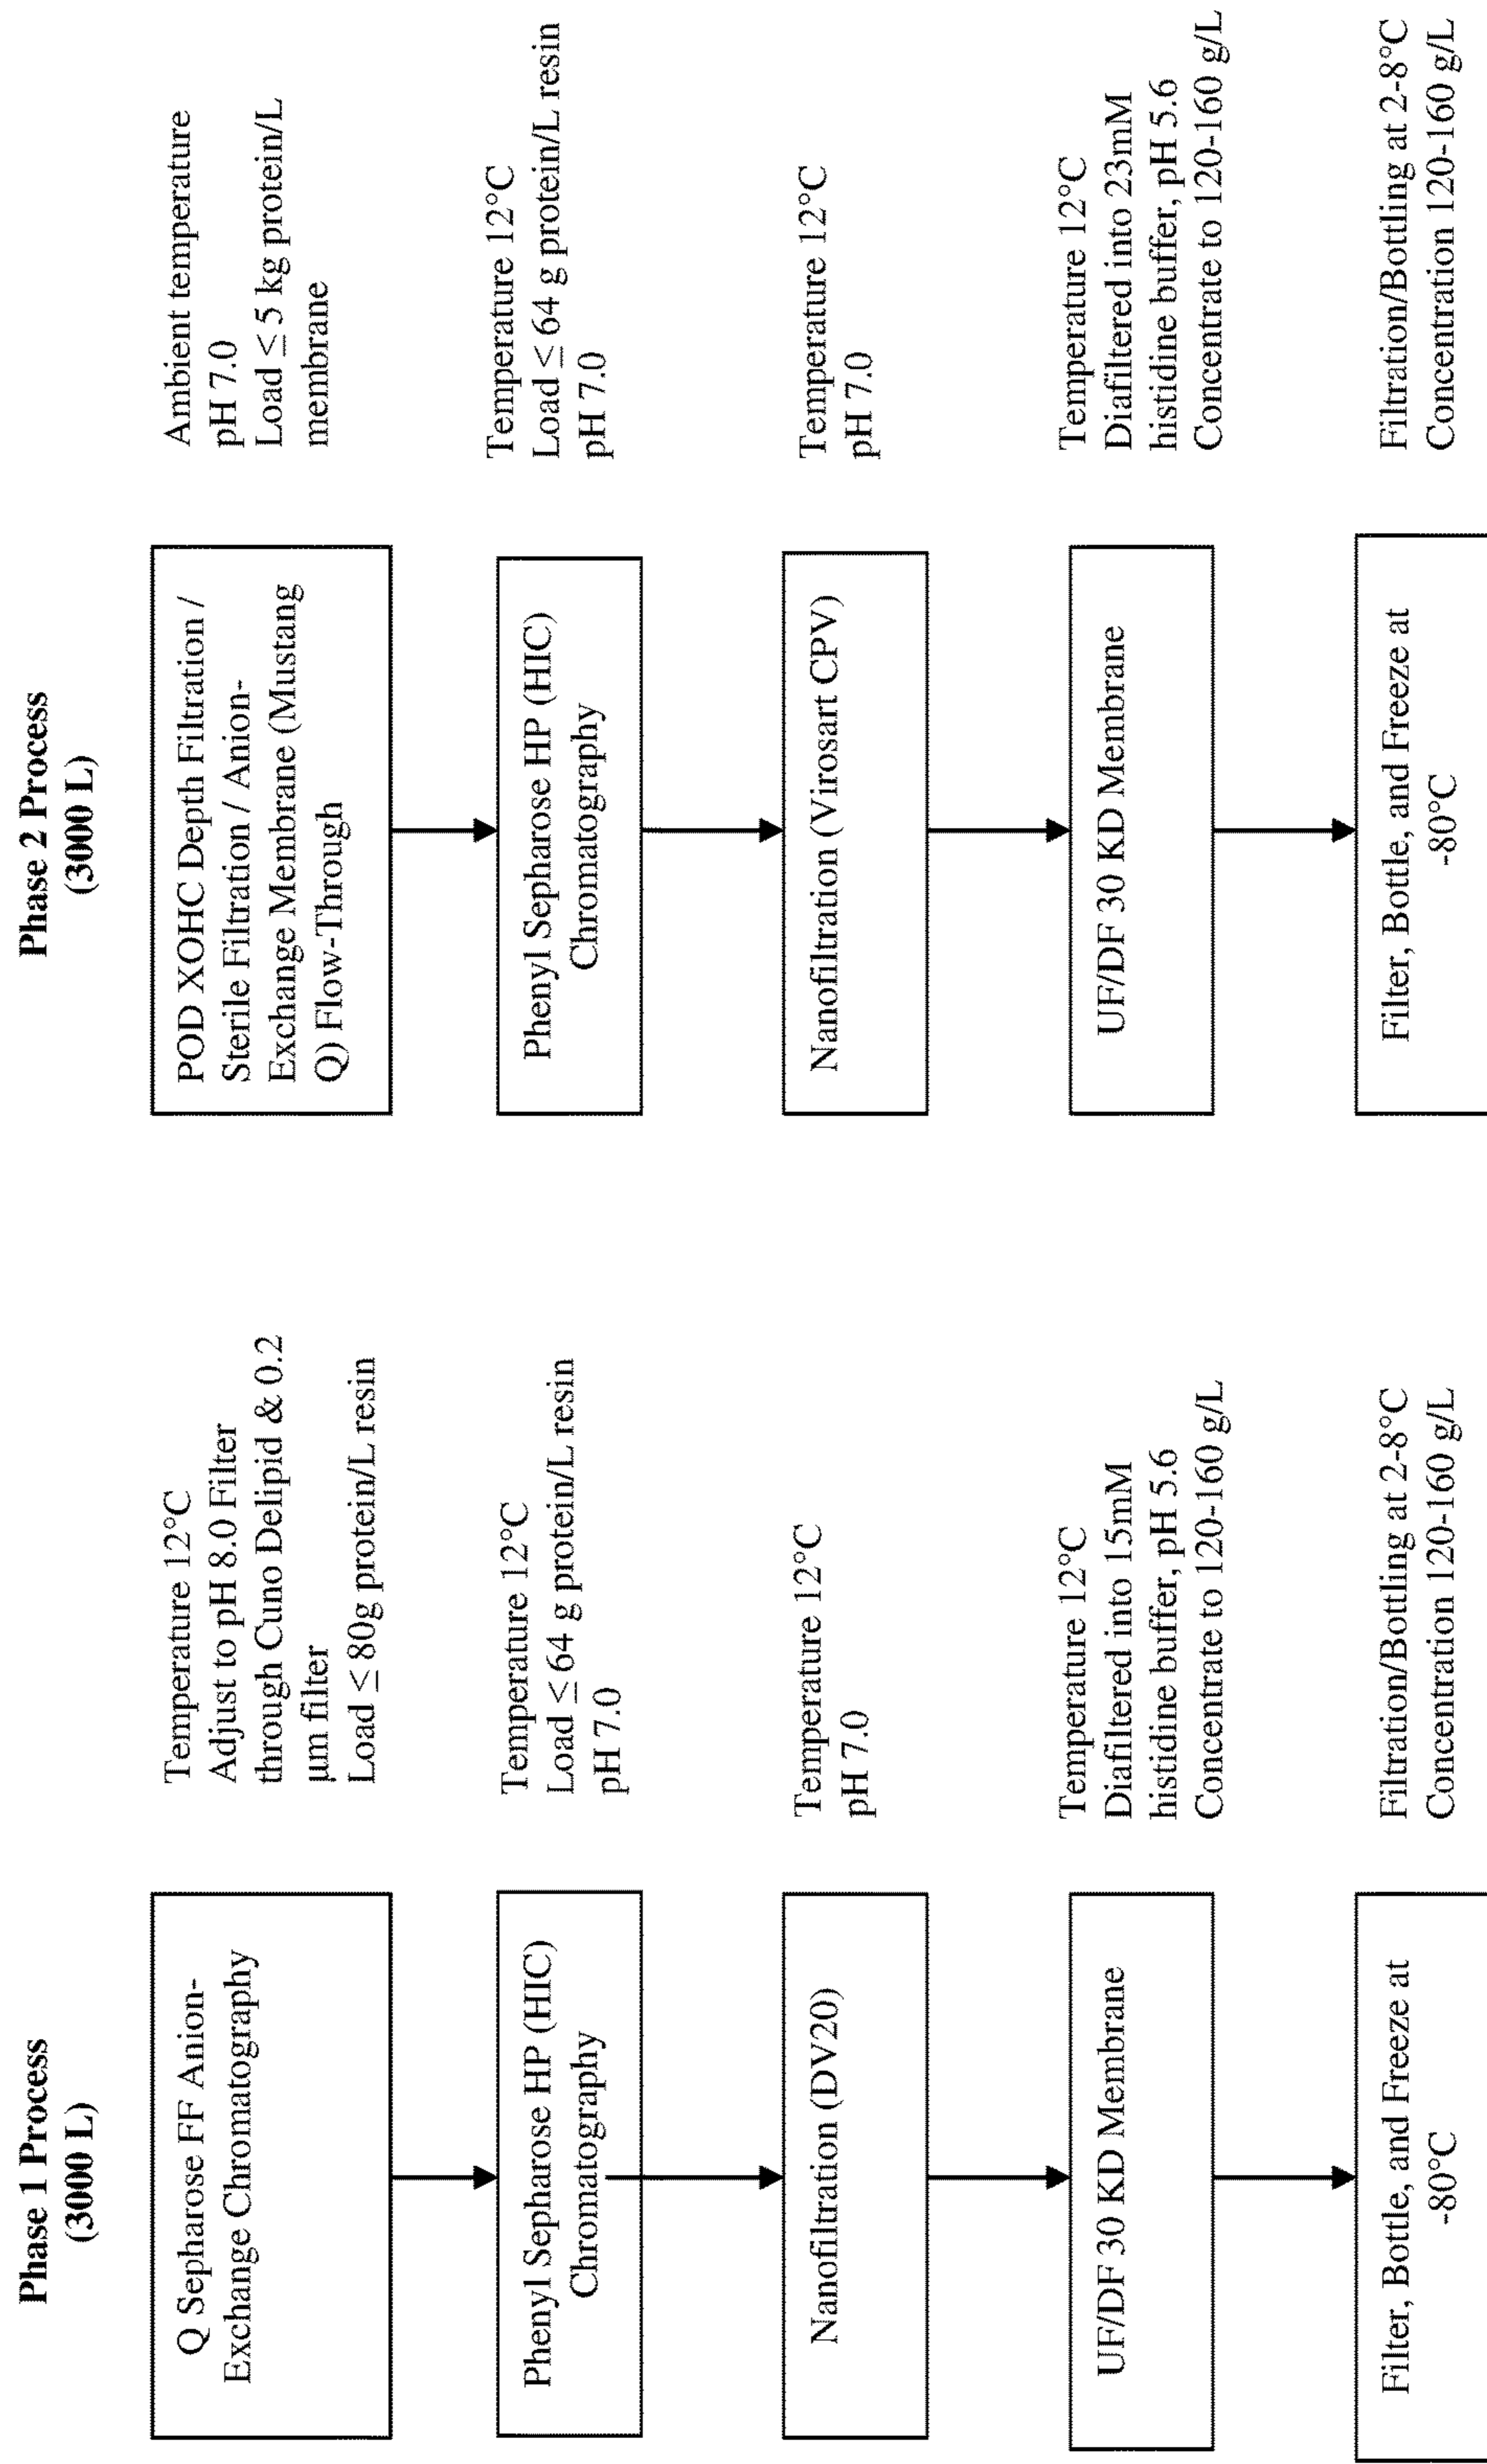 Phase 1 Process
(3000 L)
Q Sepharose FF Anion-
Exchange Chromatography
Temperature 12°C
Adjust to pH 8.0 Filter
through Cuno Delipid & 0.2
μm filter
Load ≤ 80g protein/L resin
Phenyl Sepharose HP (HIC)
Chromatography
Temperature 12°C
Load ≤ 64 g protein/L resin
pH 7.0
Nanofiltration (DV20)
Temperature 12°C
pH 7.0
UF/DF 30 KD Membrane
Temperature 12°C
Diafiltered into 15mM
histidine buffer, pH 5.6
Concentrate to 120-160 g/L
Filter, Bottle, and Freeze at
-80°C
Filtration/Bottling at 2-8°C
Concentration 120-160 g/L
Phase 2 Process
(3000 L)
POD XOHC Depth Filtration /
Sterile Filtration / Anion-
Exchange Membrane (Mustang
Q) Flow-Through
Ambient temperature
pH 7.0
Load ≤ 5 kg protein/L
membrane
Phenyl Sepharose HP (HIC)
Chromatography
Temperature 12°C
Load ≤ 64 g protein/L resin
pH 7.0
Nanofiltration (Virosart CPV)
Temperature 12°C
pH 7.0
UF/DF 30 KD Membrane
Temperature 12°C
Diafiltered into 23mM
histidine buffer, pH 5.6
Concentrate to 120-160 g/L
Filter, Bottle, and Freeze at
-80°C
Filtration/Bottling at 2-8°C
Concentration 120-160 g/L